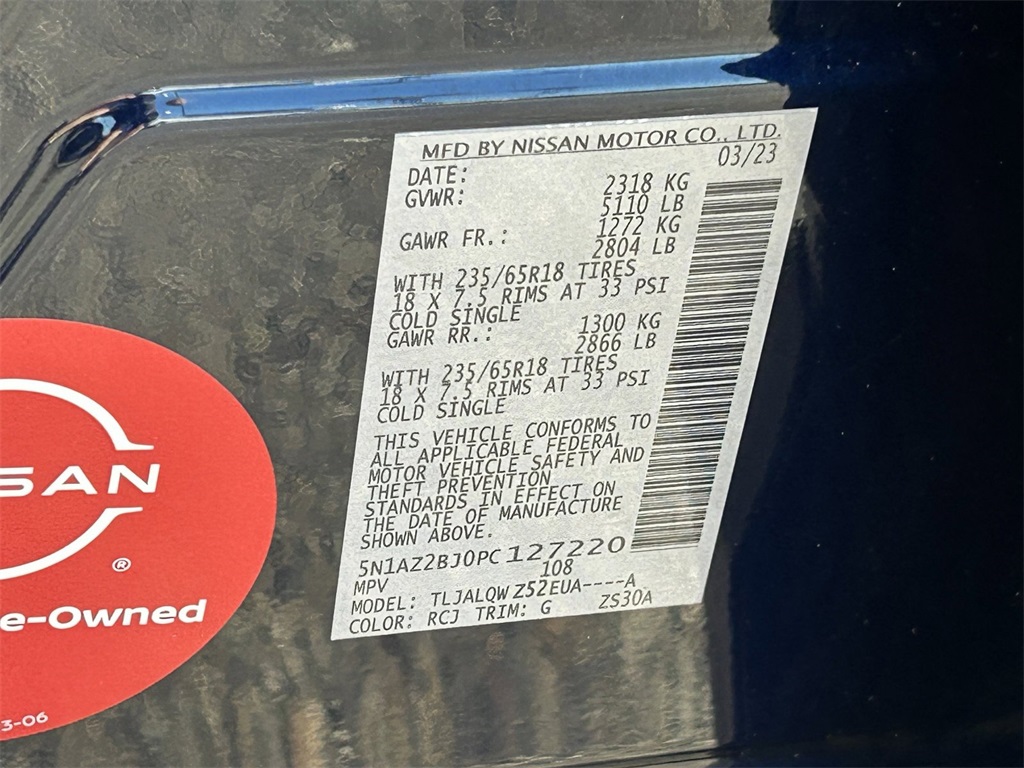 MFD BY NISSAN MOTOR CO., LTD.
DATE: 03/23
GVWR: 2318 KG
5110 LB
GAWR FR.: 1272 KG
2804 LB
WITH 235/65R18 TIRES
18 X 7.5 RIMS AT 33 PSI
COLD SINGLE
GAWR RR.: 1300 KG
2866 LB
WITH 235/65R18 TIRES
18 X 7.5 RIMS AT 33 PSI
COLD SINGLE
THIS VEHICLE CONFORMS TO
ALL APPLICABLE FEDERAL
MOTOR VEHICLE SAFETY AND
THEFT PREVENTION
STANDARDS IN EFFECT ON
THE DATE OF MANUFACTURE
SHOWN ABOVE.
5N1AZ2BJ0PC127220
MPV 108
MODEL: TLJALQWZ52EUA----A
COLOR: RCJ TRIM: G ZS30A
SSAN
®
e-Owned
3-06